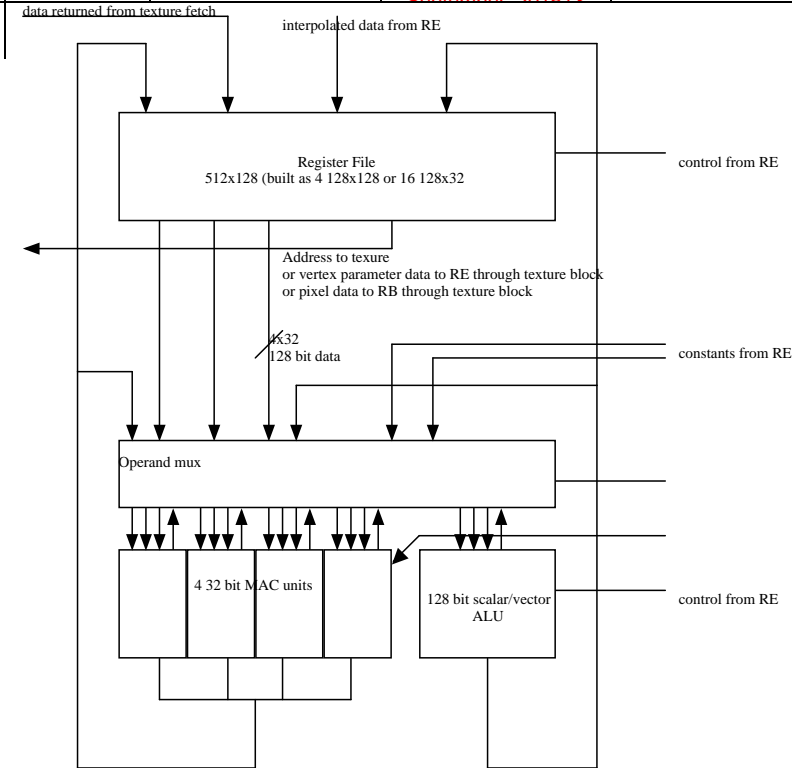 data returned from texture fetch
interpolated data from RE
Register File
512x128 (built as 4 128x128 or 16 128x32
control from RE
Address to texure
or vertex parameter data to RE through texture block
or pixel data to RB through texture block
4x32
128 bit data
constants from RE
Operand mux
4 32 bit MAC units
128 bit scalar/vector
ALU
control from RE